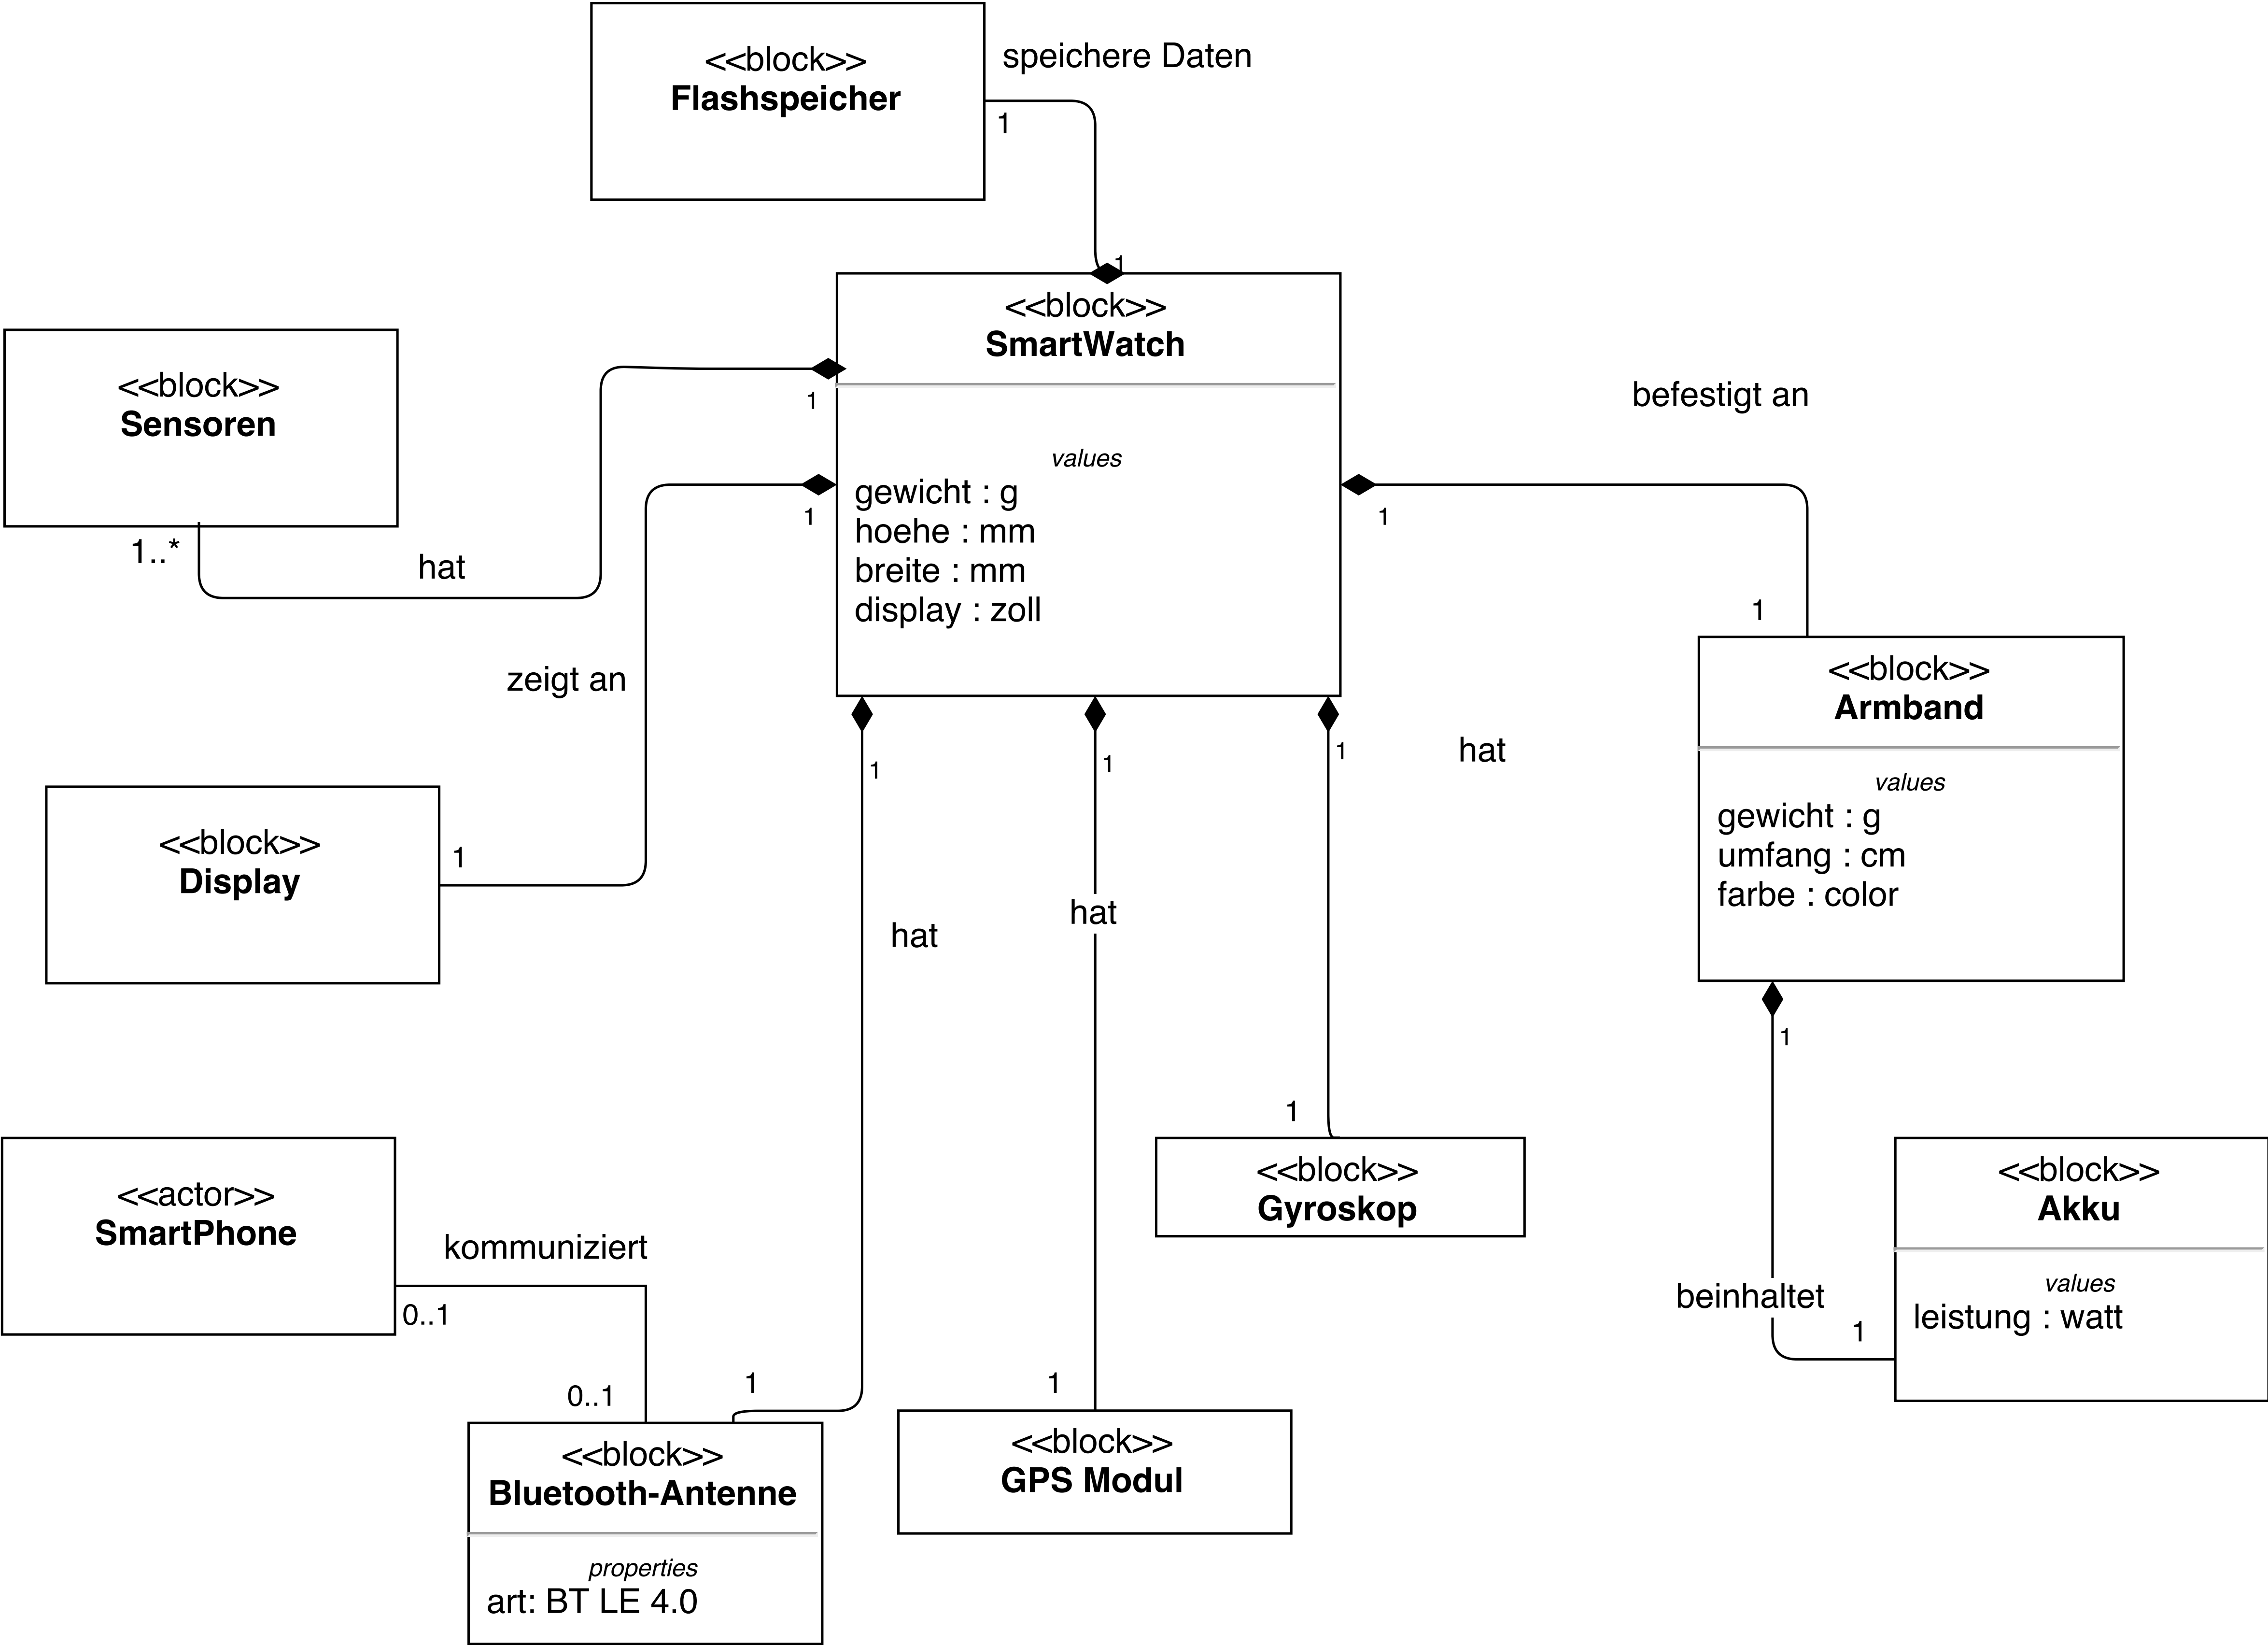 <<block>>
Flashspeicher
speichere Daten
1
1
<<block>>
SmartWatch
values
gewicht : g
hoehe : mm
breite : mm
display : zoll
<<block>>
Sensoren
1
1..*
hat
1
zeigt an
<<block>>
Display
1
befestigt an
1
1
<<block>>
Armband
values
gewicht : g
umfang : cm
farbe : color
1
hat
1
hat
1
hat
1
beinhaltet
1
<<block>>
Akku
values
leistung : watt
1
<<block>>
Gyroskop
<<actor>>
SmartPhone
kommuniziert
0..1
0..1
1
<<block>>
Bluetooth-Antenne
properties
art: BT LE 4.0
1
<<block>>
GPS Modul